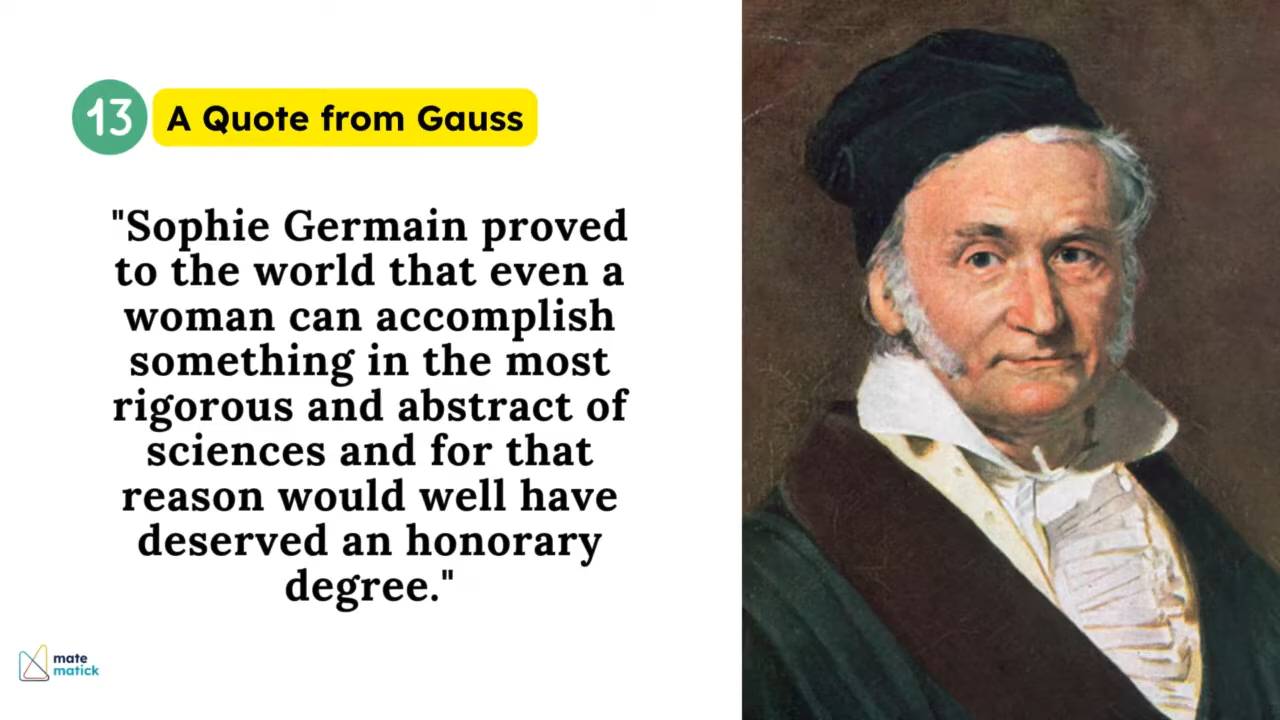 13
A Quote from Gauss
"Sophie Germain proved
to the world that even a
woman can accomplish
something in the most
rigorous and abstract of
sciences and for that
reason would well have
deserved an honorary
degree."
mate
matick